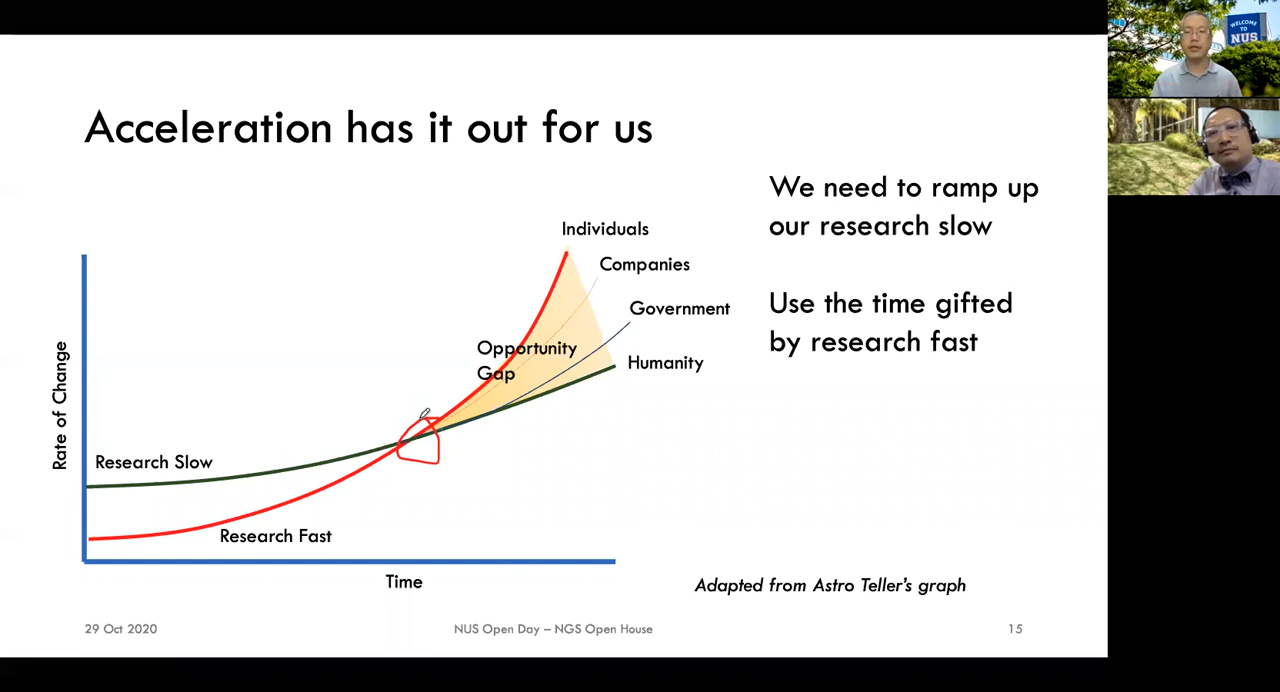 Acceleration has it out for us
We need to ramp up
our research slow
Use the time gifted
by research fast
Individuals
Companies
Government
Humanity
Opportunity
Gap
Rate of Change
Research Slow
Research Fast
Time
Adapted from Astro Teller's graph
29 Oct 2020
NUS Open Day – NGS Open House
15
WELCOME
TO
NUS